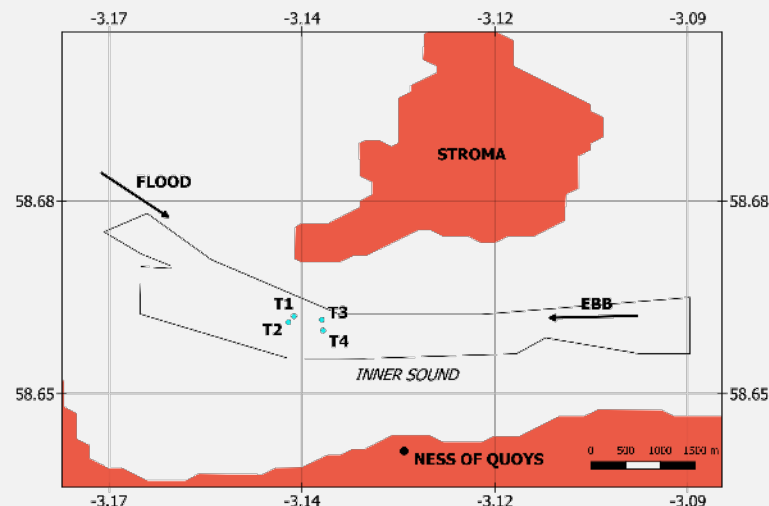 -3.17 -3.14 -3.12 -3.09
STROMA
FLOOD
58.68 58.68
EBB
T1
T3
T2
T4
INNER SOUND
58.65 58.65
0 500 1000 1500 m
NESS OF QUOYS
-3.17 -3.14 -3.12 -3.09